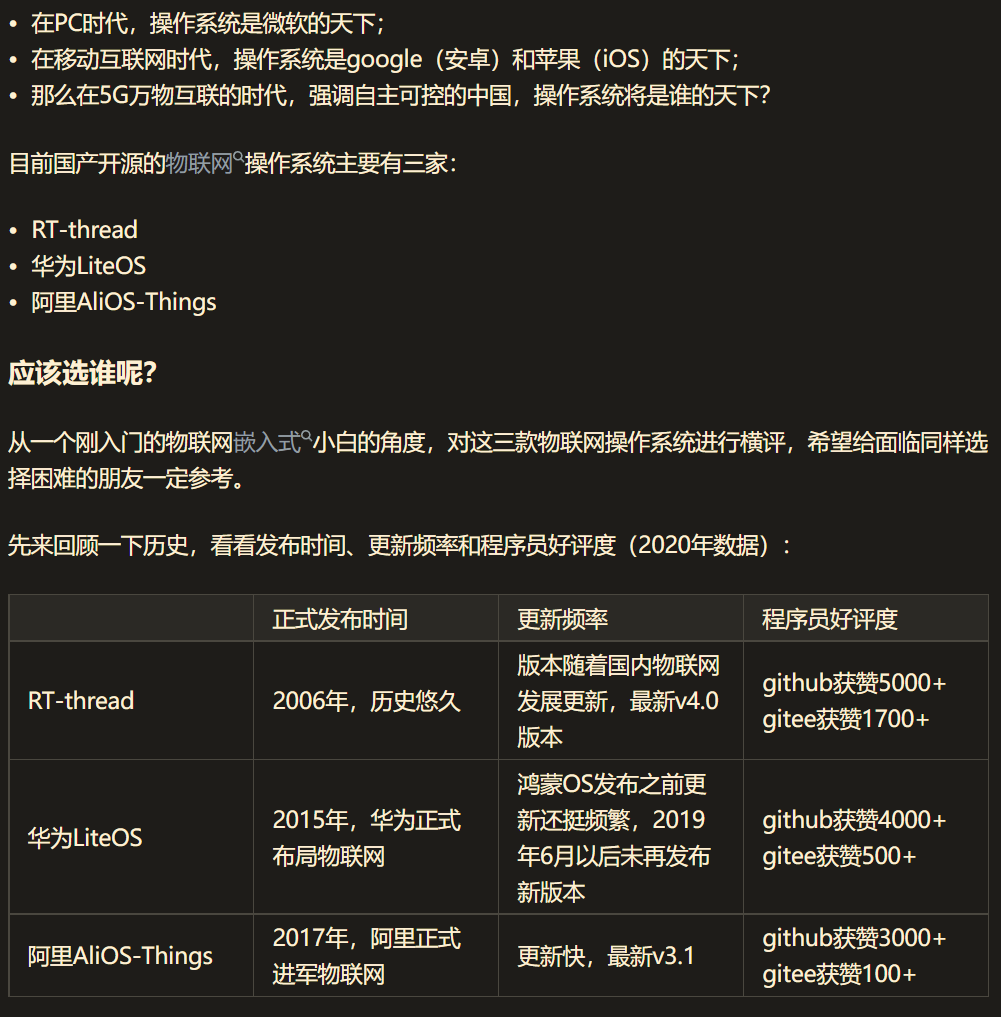 • 在PC时代，操作系统是微软的天下；
• 在移动互联网时代，操作系统是google（安卓）和苹果（iOS）的天下；
• 那么在5G万物互联的时代，强调自主可控的中国，操作系统将是谁的天下？
目前国产开源的物联网操作系统主要有三家：
• RT-thread
• 华为LiteOS
• 阿里AliOS-Things
应该选谁呢？
从一个刚入门的物联网嵌入式小白的角度，对这三款物联网操作系统进行横评，希望给面临同样选
择困难的朋友一定参考。
先来回顾一下历史，看看发布时间、更新频率和程序员好评度（2020年数据）：
正式发布时间
更新频率
程序员好评度
RT-thread
2006年，历史悠久
版本随着国内物联网
发展更新，最新v4.0
版本
github获赞5000+
gitee获赞1700+
华为LiteOS
2015年，华为正式
布局物联网
鸿蒙OS发布之前更
新还挺频繁，2019
年6月以后未再发布
新版本
github获赞4000+
gitee获赞500+
阿里AliOS-Things
2017年，阿里正式
进军物联网
更新快，最新v3.1
github获赞3000+
gitee获赞100+